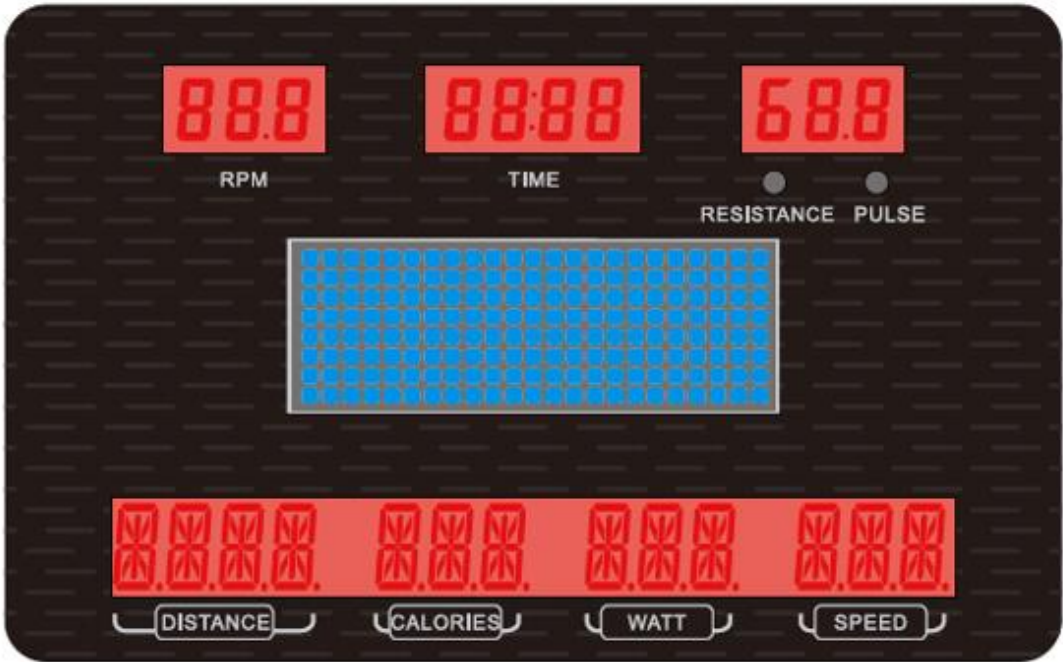 88.8 88:88 68.8
RPM TIME
RESISTANCE PULSE
DISTANCE CALORIES WATT SPEED